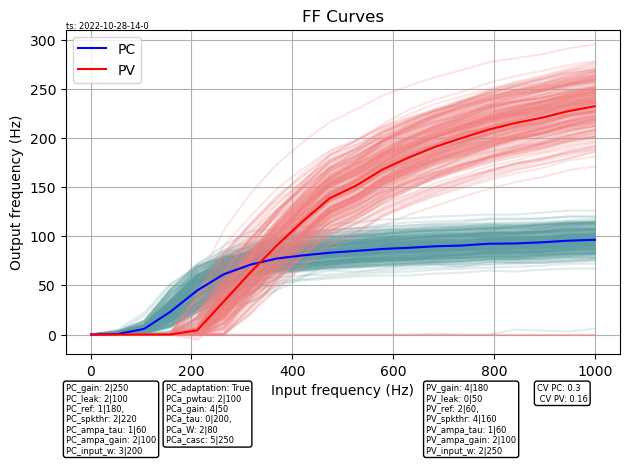 FF Curves
ts: 2022-10-28-14-0
PC
PV
Output frequency (Hz)
300
250
200
150
100
50
0
0
200
400
600
800
1000
Input frequency (Hz)
PC_gain: 2|250
PC_leak: 2|100
PC_ref: 1|180,
PC_spkthr: 2|220
PC_ampa_tau: 1|60
PC_ampa_gain: 2|100
PC_input_w: 3|200
PC_adaptation: True
PCa_pwtau: 2|100
PCa_gain: 4|50
PCa_tau: 0|200,
PCa_W: 2|80
PCa_casc: 5|250
PV_gain: 4|180
PV_leak: 0|50
PV_ref: 2|60,
PV_spkthr: 4|160
PV_ampa_tau: 1|60
PV_ampa_gain: 2|100
PV_input_w: 2|250
CV PC: 0.3
CV PV: 0.16